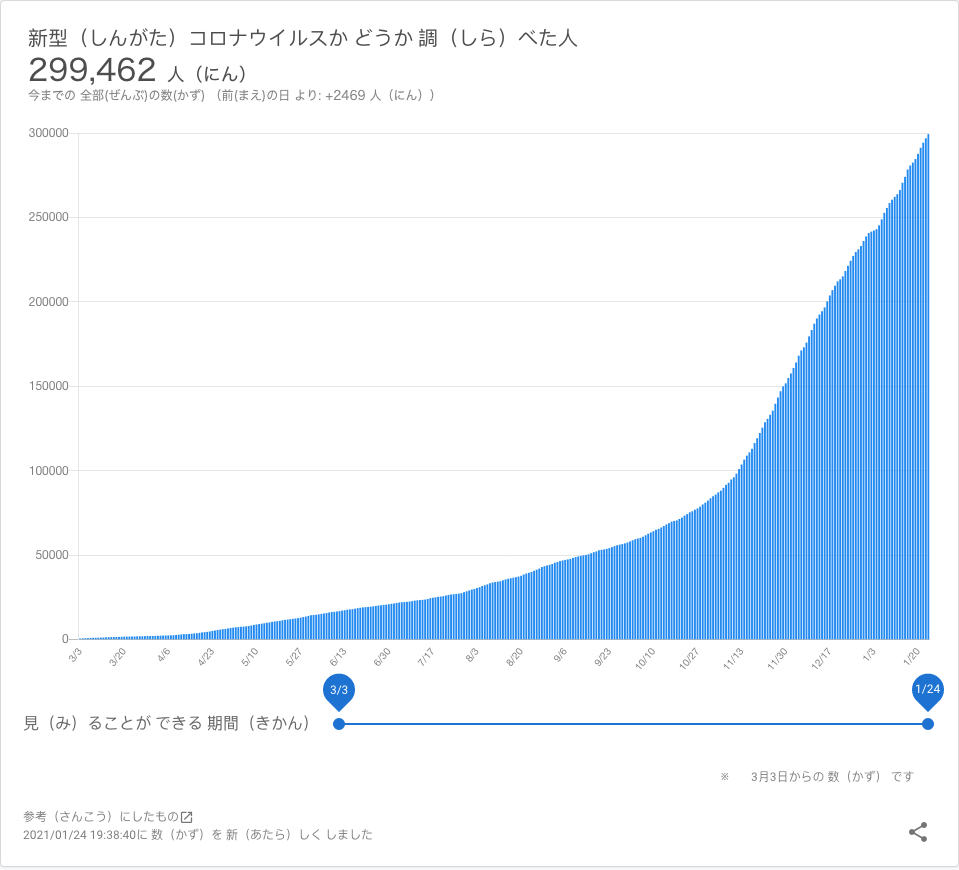 新型（しんがた）コロナウイルスか どうか 調（しら）べた人
299,462 人（にん）
今までの 全部(ぜんぶ)の数(かず) （前(まえ)の日 より: +2469 人（にん））
300000
250000
200000
150000
100000
50000
0
3/3 3/20 4/6 4/23 5/10 5/27 6/13 6/30 7/17 8/3 8/20 9/6 9/23 10/10 10/27 11/13 11/30 12/17 1/3 1/20
3/3 1/24
見（み）ることが できる 期間（きかん）
※ 3月3日からの 数（かず） です
参考（さんこう）にしたもの
2021/01/24 19:38:40に 数（かず）を 新（あたら）しく しました